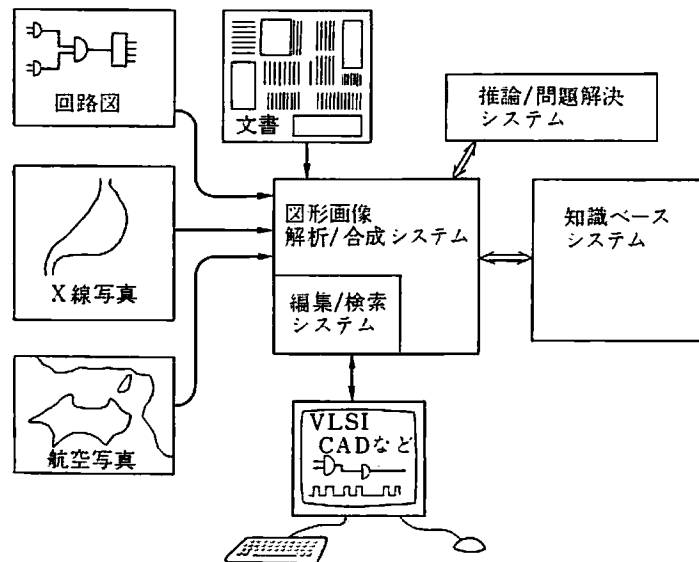 回路図
文書
推論/問題解決
システム
図形画像
解析/合成システム
知識ベース
システム
X線写真
編集/検索
システム
航空写真
VLSI
CADなど